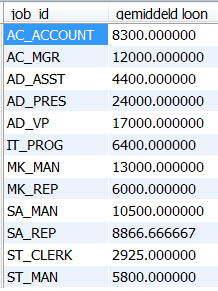 job_id gemiddeld loon
AC_ACCOUNT 8300.000000
AC_MGR 12000.000000
AD_ASST 4400.000000
AD_PRES 24000.000000
AD_VP 17000.000000
IT_PROG 6400.000000
MK_MAN 13000.000000
MK_REP 6000.000000
SA_MAN 10500.000000
SA_REP 8866.666667
ST_CLERK 2925.000000
ST_MAN 5800.000000